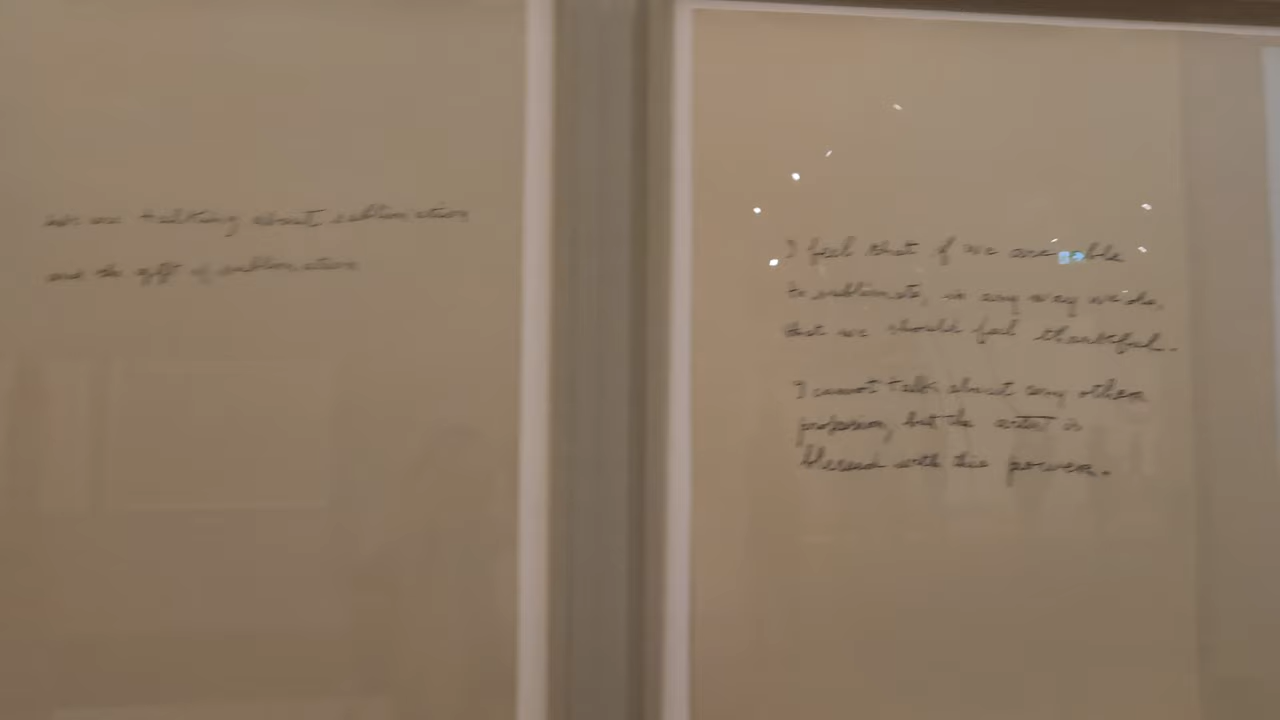 we are talking about sublimation
and the gift of sublimation
I feel that if we are able
to sublimate, in any way we do,
that we should feel thankful.
I cannot talk about any other
profession, but the artist is
blessed with this power.